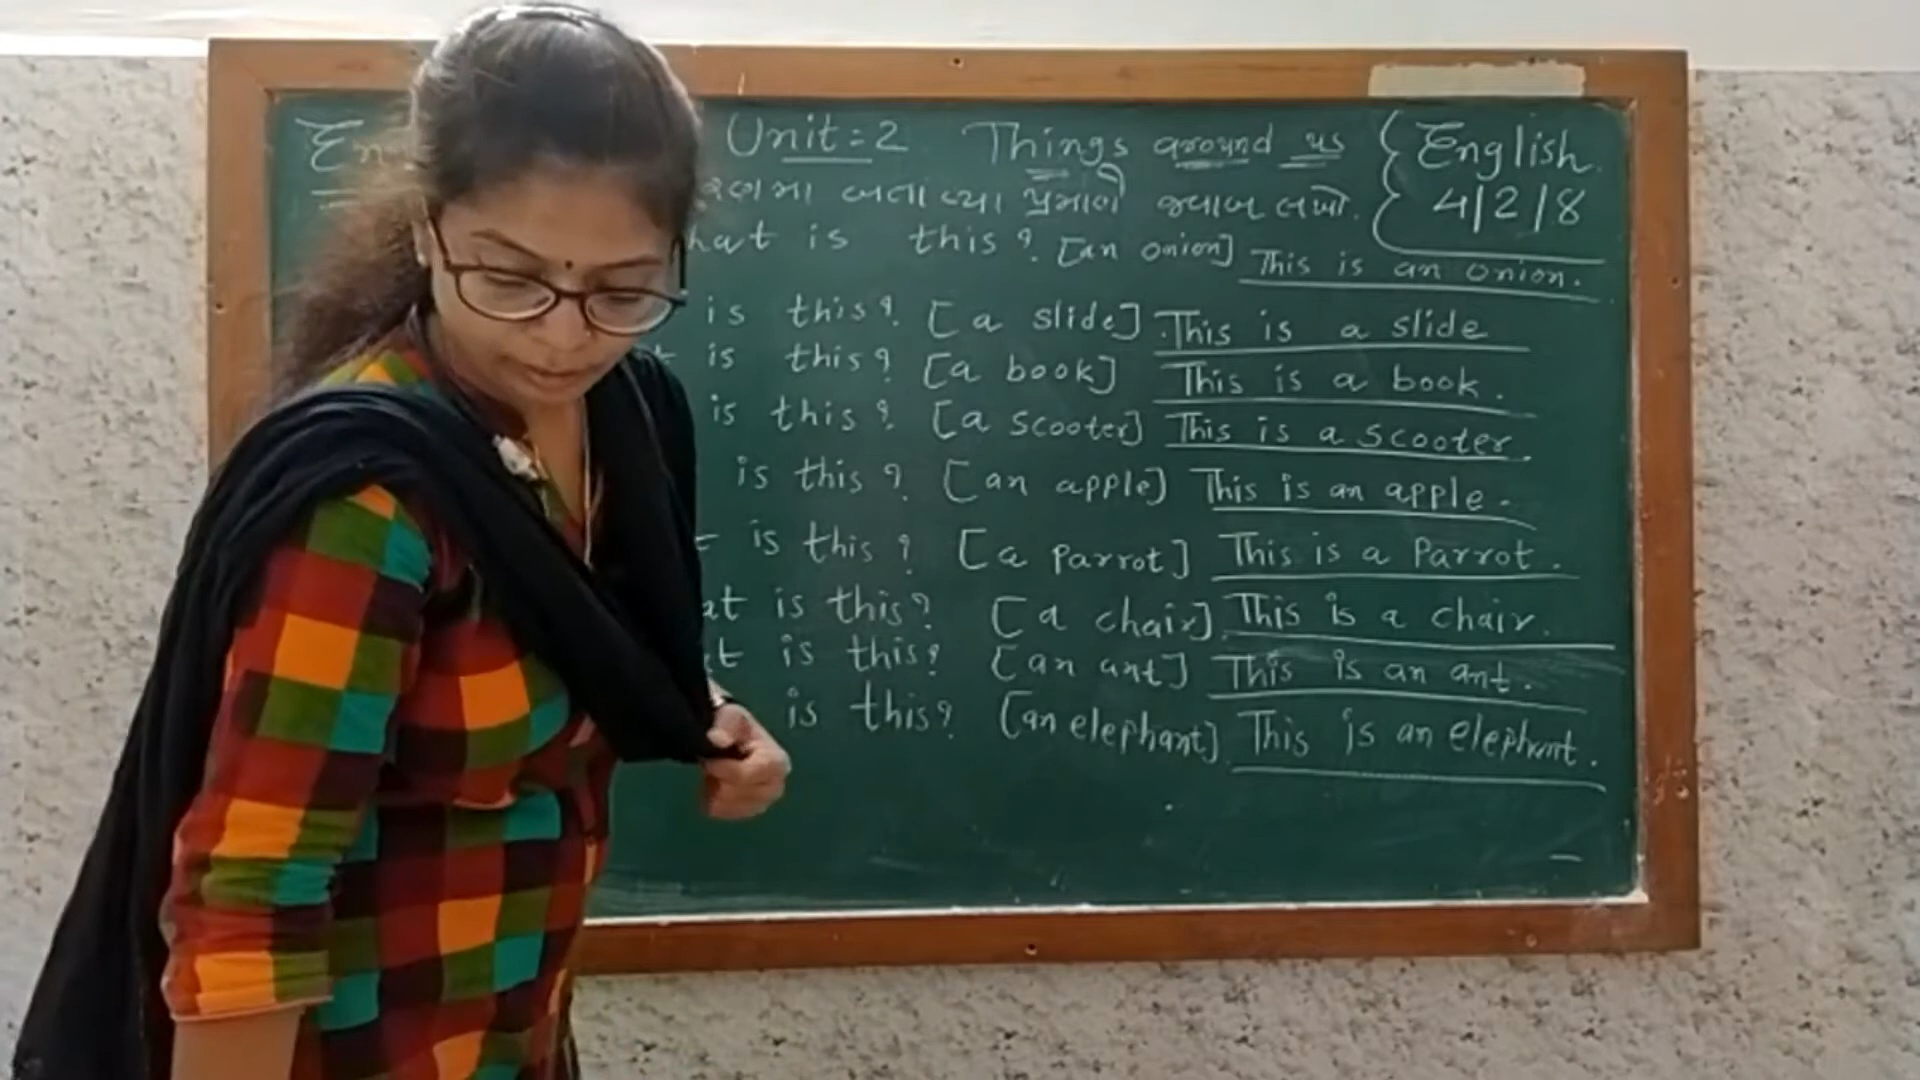 Unit=2 Things around us English.
બતાવ્યા પ્રમાણે જવાબ લખો. 4/2/8
is this? [an onion] This is an onion.
is this? [a slide] This is a slide
is this? [a book] This is a book.
is this? [a scooter] This is a scooter.
is this? [an apple] This is an apple.
is this? [a parrot] This is a Parrot.
is this? [a chair] This is a chair.
is this? [an ant] This is an ant.
is this? [an elephant] This is an elephant.